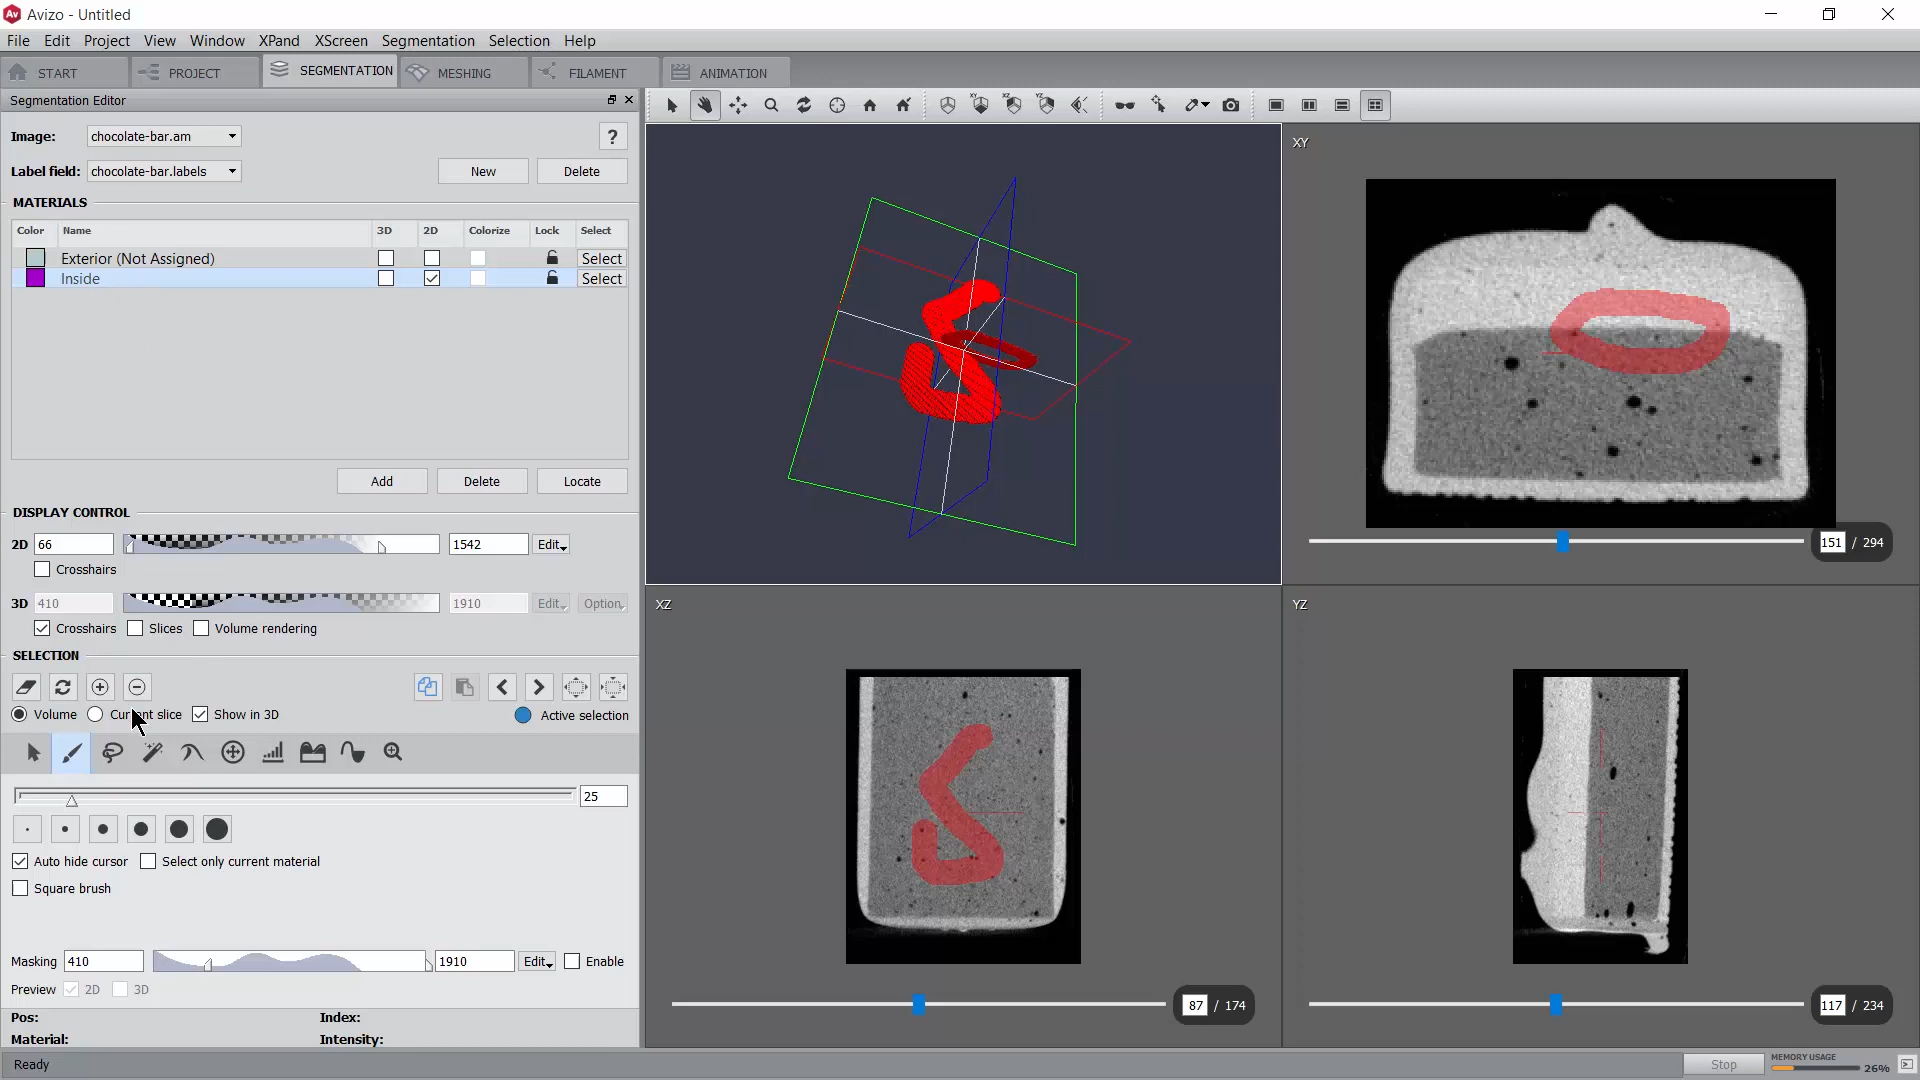 Avizo - Untitled
File Edit Project View Window XPand XScreen Segmentation Selection Help
START PROJECT SEGMENTATION MESHING FILAMENT ANIMATION
Segmentation Editor
Image: chocolate-bar.am ?
Label field: chocolate-bar.labels New Delete
MATERIALS
Color Name 3D 2D Colorize Lock Select
Exterior (Not Assigned) Select
Inside Select
Add Delete Locate
DISPLAY CONTROL
2D 66 1542 Edit
Crosshairs
3D 410 1910 Edit Option
Crosshairs Slices Volume rendering
SELECTION
Volume Current slice Show in 3D Active selection
25
Auto hide cursor Select only current material
Square brush
Masking 410 1910 Edit Enable
Preview 2D 3D
Pos: Index:
Material: Intensity:
XY XZ YZ
XY
151 / 294
XZ
87 / 174
YZ
117 / 234
Ready Stop MEMORY USAGE 26%